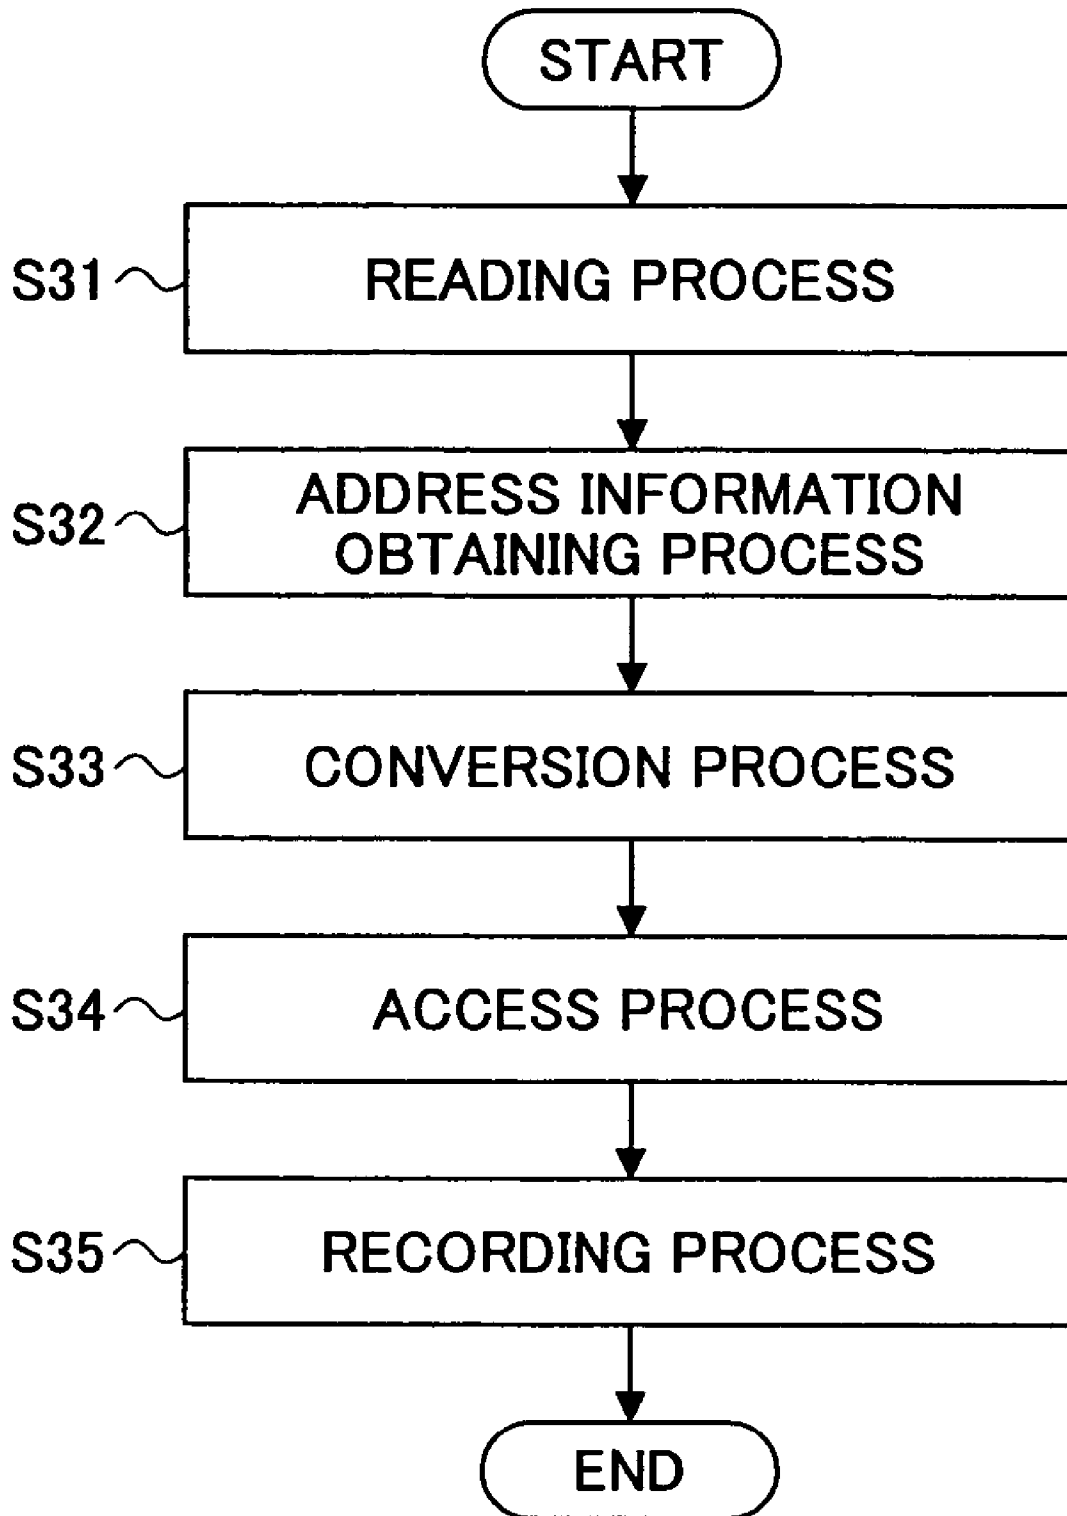 START
S31 READING PROCESS
S32 ADDRESS INFORMATION
OBTAINING PROCESS
S33 CONVERSION PROCESS
S34 ACCESS PROCESS
S35 RECORDING PROCESS
END